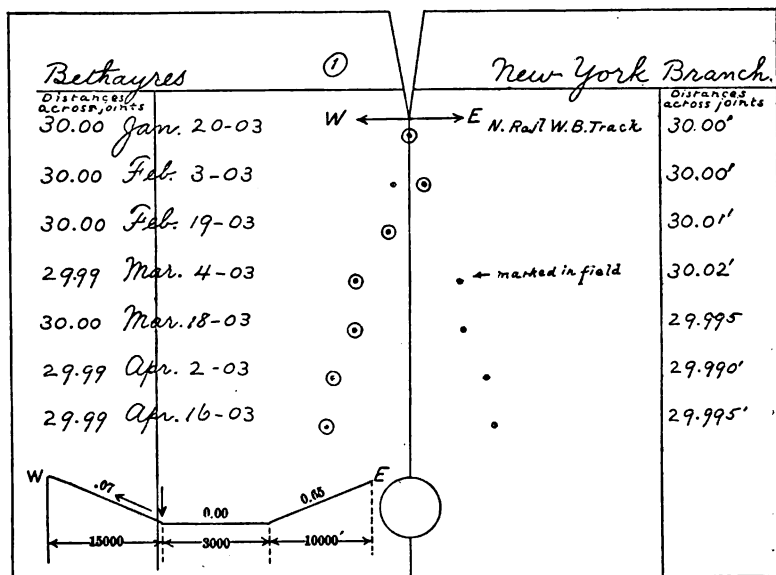 Bethayres ① New York Branch.
Distances across joints Distances across joints
W E
30.00 Jan. 20-03 N. Rail W.B. Track 30.00'
30.00 Feb. 3-03 30.00'
30.00 Feb. 19-03 30.01'
29.99 Mar. 4-03 ← marked in field 30.02'
30.00 Mar. 18-03 29.995
29.99 Apr. 2-03 29.990'
29.99 Apr. 16-03 29.995'
W .07 0.00 0.65 E
15000 3000 10000'